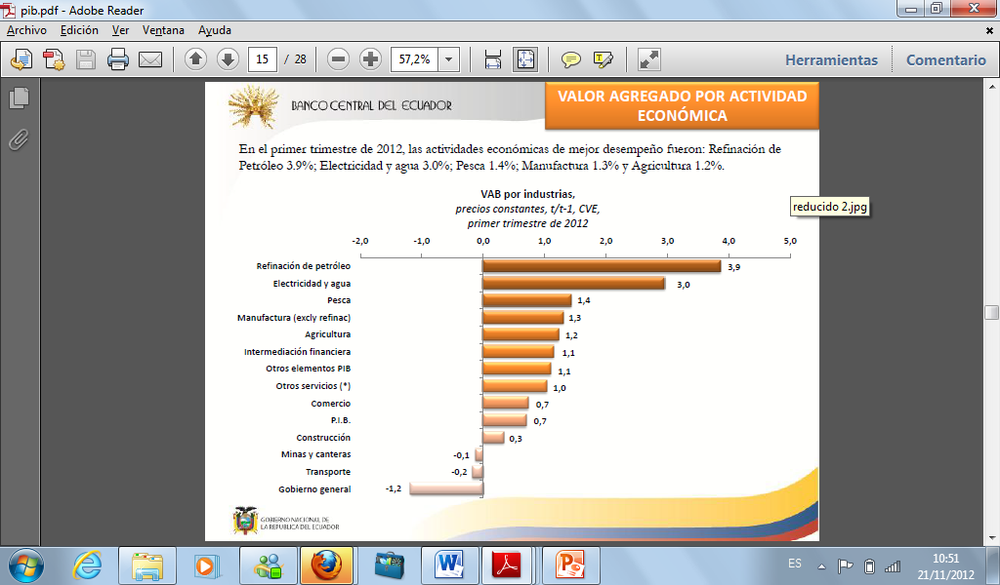 pib.pdf - Adobe Reader
Archivo Edición Ver Ventana Ayuda
15 / 28 57,2% Herramientas Comentario
BANCO CENTRAL DEL ECUADOR
VALOR AGREGADO POR ACTIVIDAD
ECONÓMICA
En el primer trimestre de 2012, las actividades económicas de mejor desempeño fueron: Refinación de
Petróleo 3.9%; Electricidad y agua 3.0%; Pesca 1.4%; Manufactura 1.3% y Agricultura 1.2%.
reducido 2.jpg
VAB por industrias,
precios constantes, t/t-1, CVE,
primer trimestre de 2012
-2,0 -1,0 0,0 1,0 2,0 3,0 4,0 5,0
Refinación de petróleo 3,9
Electricidad y agua 3,0
Pesca 1,4
Manufactura (excly refinac) 1,3
Agricultura 1,2
Intermediación financiera 1,1
Otros elementos PIB 1,1
Otros servicios (*) 1,0
Comercio 0,7
P.I.B. 0,7
Construcción 0,3
Minas y canteras -0,1
Transporte -0,2
Gobierno general -1,2
GOBIERNO NACIONAL DE
LA REPUBLICA DEL ECUADOR
ES 10:51
21/11/2012